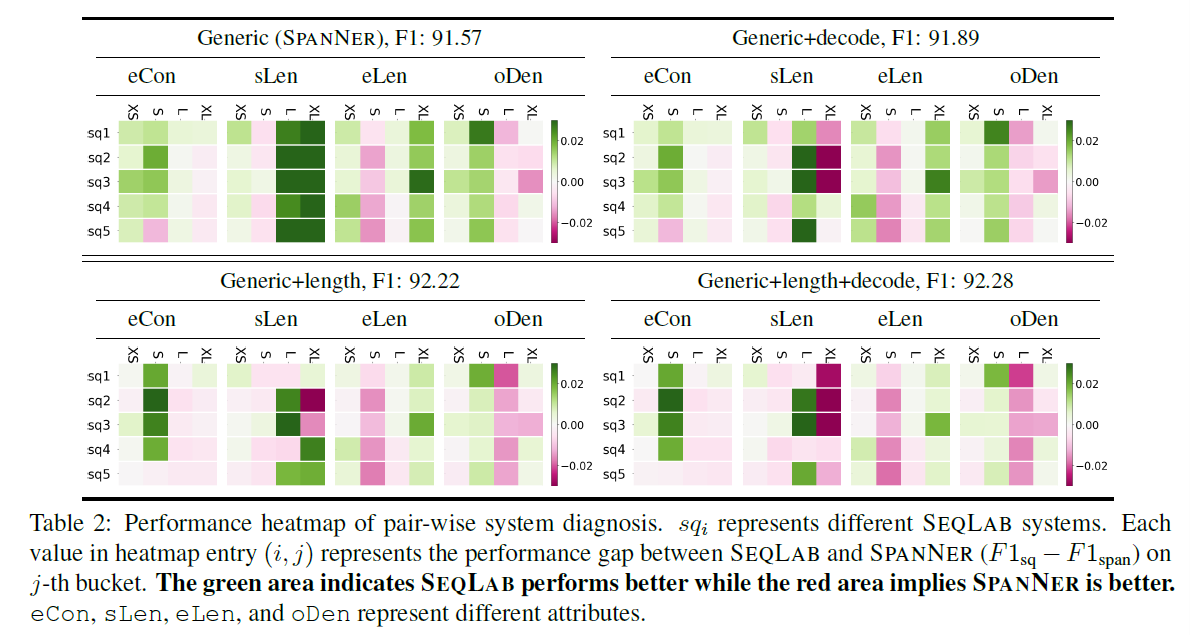 Generic (SPANNER), F1: 91.57
Generic+decode, F1: 91.89
eCon sLen eLen oDen
eCon sLen eLen oDen
XS S L XL XS S L XL XS S L XL XS S L XL
XS S L XL XS S L XL XS S L XL XS S L XL
sq1
sq2
sq3
sq4
sq5
0.02
0.00
−0.02
sq1
sq2
sq3
sq4
sq5
0.02
0.00
−0.02
Generic+length, F1: 92.22
Generic+length+decode, F1: 92.28
eCon sLen eLen oDen
eCon sLen eLen oDen
XS S L XL XS S L XL XS S L XL XS S L XL
XS S L XL XS S L XL XS S L XL XS S L XL
sq1
sq2
sq3
sq4
sq5
0.02
0.00
−0.02
sq1
sq2
sq3
sq4
sq5
0.02
0.00
−0.02
Table 2: Performance heatmap of pair-wise system diagnosis. sqi represents different SEQLAB systems. Each
value in heatmap entry (i, j) represents the performance gap between SEQLAB and SPANNER (F1sq − F1span) on
j-th bucket. The green area indicates SEQLAB performs better while the red area implies SPANNER is better.
eCon, sLen, eLen, and oDen represent different attributes.